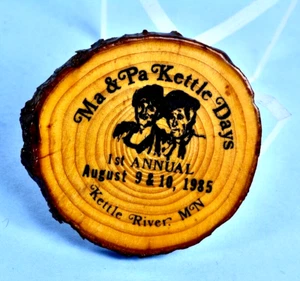 Ma & Pa Kettle Days
1st ANNUAL
August 9 & 10, 1985
Kettle River, MN